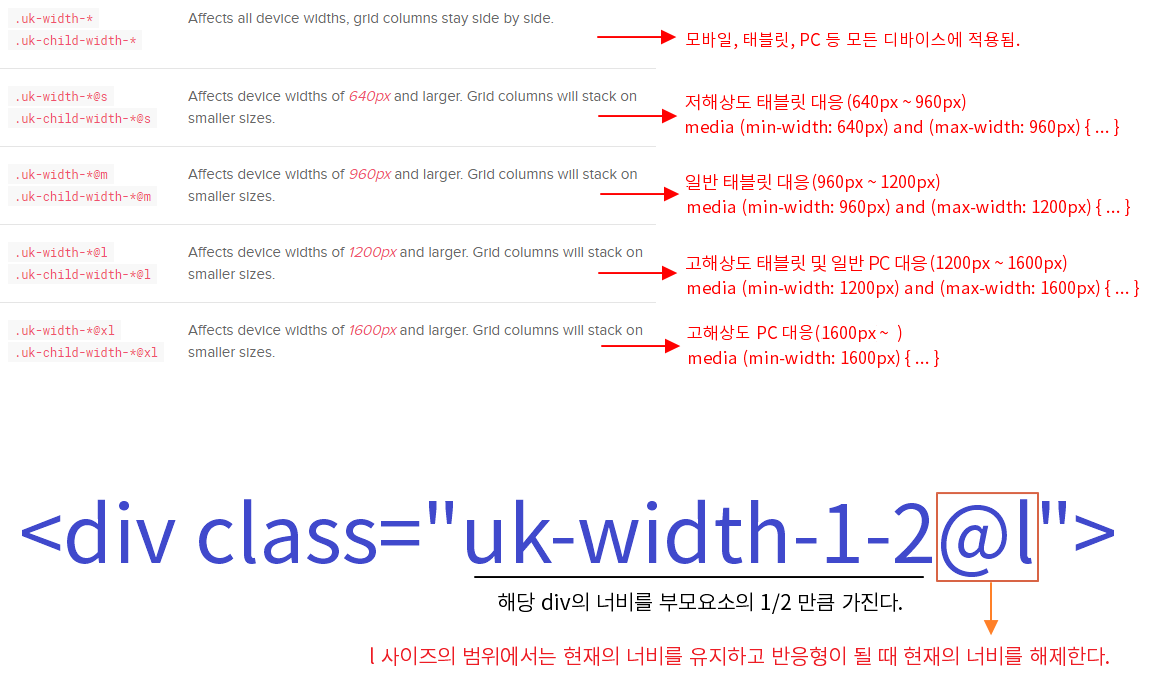 .uk-width-* Affects all device widths, grid columns stay side by side.
.uk-child-width-*
모바일, 태블릿, PC 등 모든 디바이스에 적용됨.
.uk-width-*@s Affects device widths of 640px and larger. Grid columns will stack on
.uk-child-width-*@s smaller sizes.
저해상도 태블릿 대응(640px ~ 960px)
media (min-width: 640px) and (max-width: 960px) { ... }
.uk-width-*@m Affects device widths of 960px and larger. Grid columns will stack on
.uk-child-width-*@m smaller sizes.
일반 태블릿 대응(960px ~ 1200px)
media (min-width: 960px) and (max-width: 1200px) { ... }
.uk-width-*@l Affects device widths of 1200px and larger. Grid columns will stack on
.uk-child-width-*@l smaller sizes.
고해상도 태블릿 및 일반 PC 대응(1200px ~ 1600px)
media (min-width: 1200px) and (max-width: 1600px) { ... }
.uk-width-*@xl Affects device widths of 1600px and larger. Grid columns will stack on
.uk-child-width-*@xl smaller sizes.
고해상도 PC 대응(1600px ~ )
media (min-width: 1600px) { ... }
<div class="uk-width-1-2@l">
해당 div의 너비를 부모요소의 1/2 만큼 가진다.
l 사이즈의 범위에서는 현재의 너비를 유지하고 반응형이 될 때 현재의 너비를 해제한다.